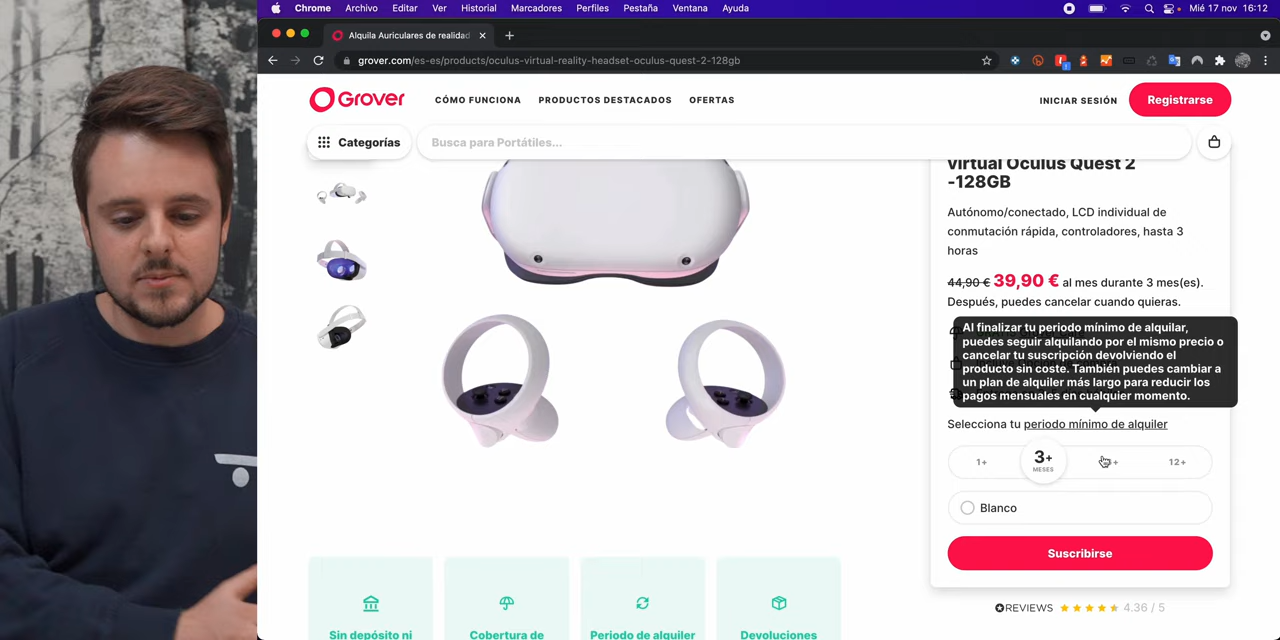 Chrome Archivo Editar Ver Historial Marcadores Perfiles Pestaña Ventana Ayuda Mié 17 nov 16:12
Alquila Auriculares de realidad
grover.com/es-es/products/oculus-virtual-reality-headset-oculus-quest-2-128gb
Grover CÓMO FUNCIONA PRODUCTOS DESTACADOS OFERTAS INICIAR SESIÓN Registrarse
Categorías Busca para Portátiles...
virtual Oculus Quest 2
-128GB
Autónomo/conectado, LCD individual de
conmutación rápida, controladores, hasta 3
horas
44,90 € 39,90 € al mes durante 3 mes(es).
Después, puedes cancelar cuando quieras.
Al finalizar tu periodo mínimo de alquilar,
puedes seguir alquilando por el mismo precio o
cancelar tu suscripción devolviendo el
producto sin coste. También puedes cambiar a
un plan de alquiler más largo para reducir los
pagos mensuales en cualquier momento.
Selecciona tu periodo mínimo de alquiler
1+ 3+ + 12+
MESES
Blanco
Suscribirse
REVIEWS 4.36 / 5
Sin depósito ni Cobertura de Periodo de alquiler Devoluciones